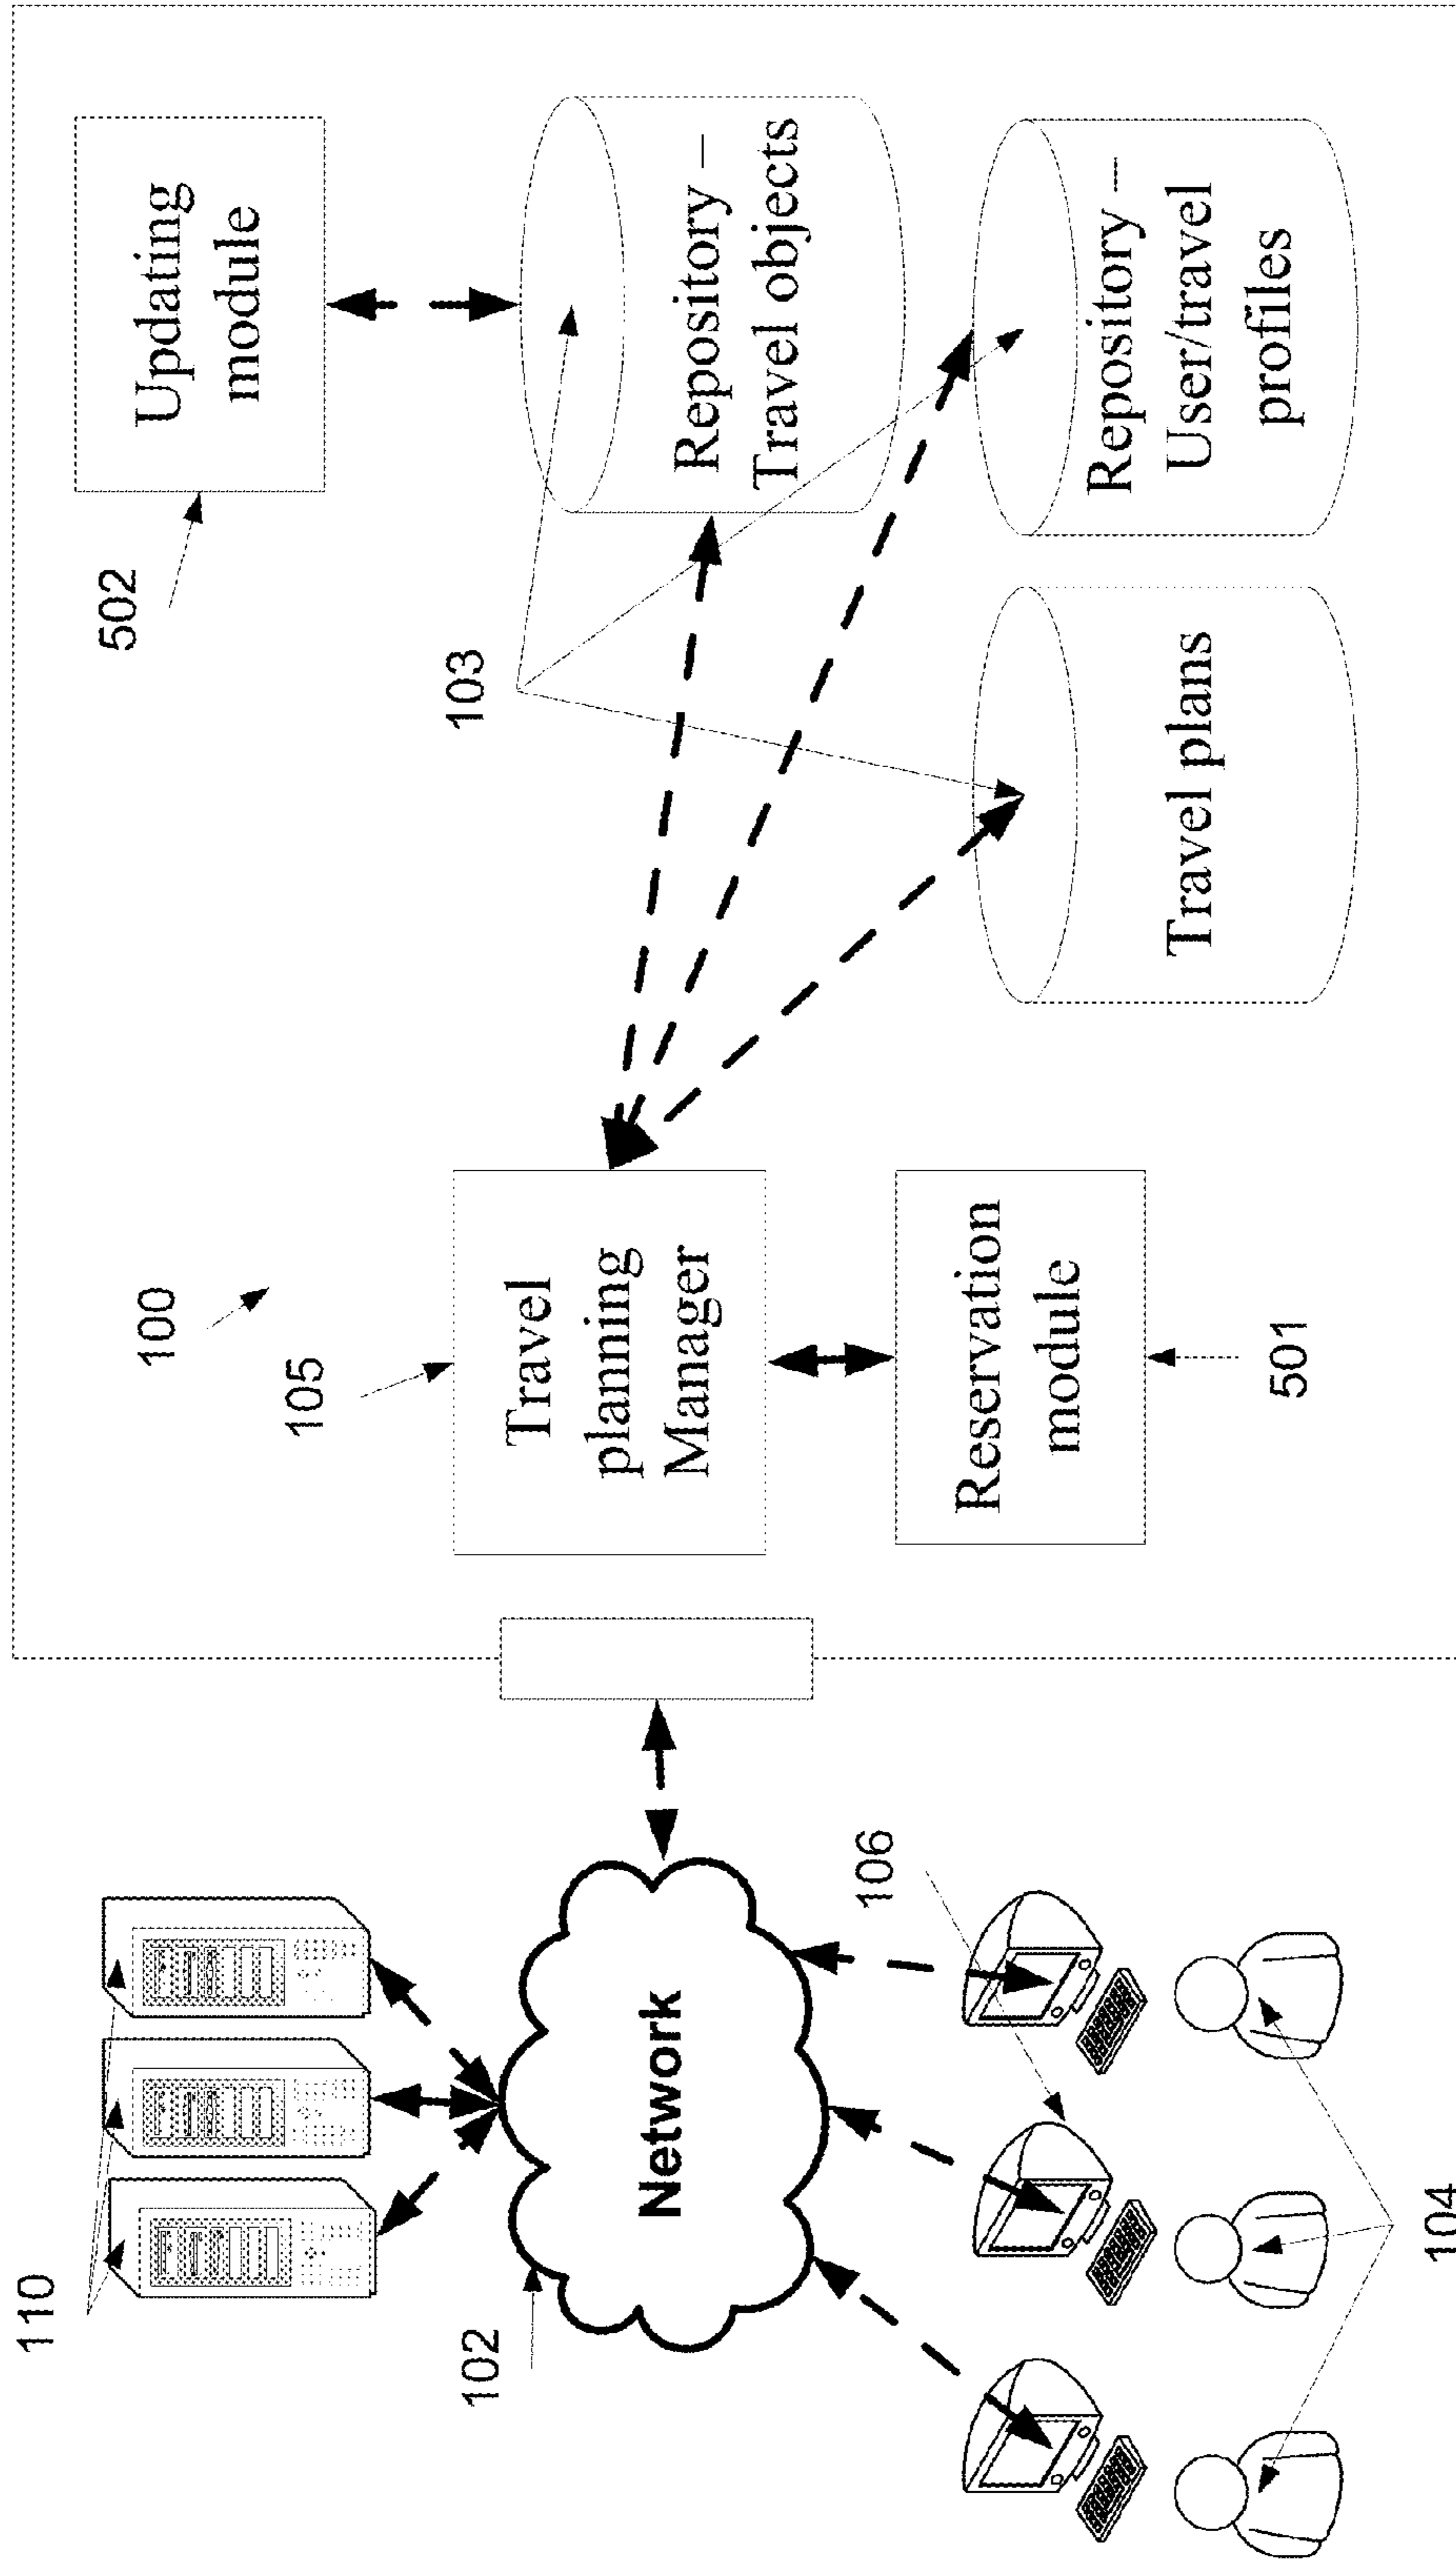 110
102
Network
106
104
100
105
Travel
planning
Manager
Reservation
module
501
502
Updating
module
103
Repository –
Travel objects
Travel plans
Repository –
User/travel
profiles